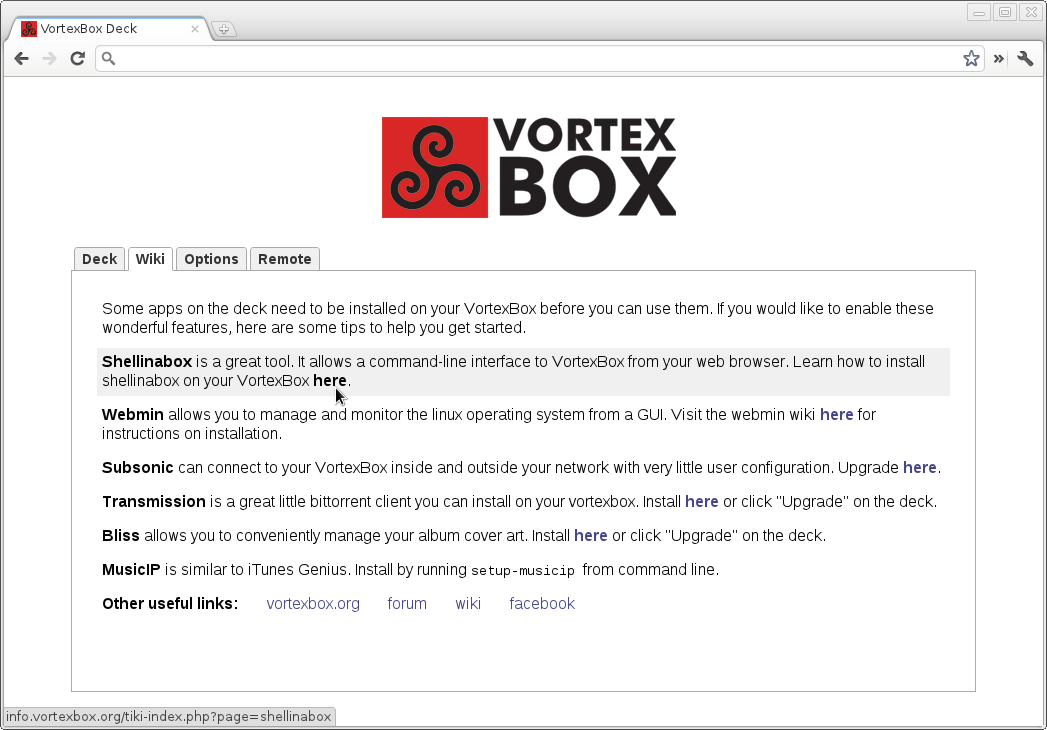 VortexBox Deck
VORTEX
BOX
Deck Wiki Options Remote
Some apps on the deck need to be installed on your VortexBox before you can use them. If you would like to enable these
wonderful features, here are some tips to help you get started.
Shellinabox is a great tool. It allows a command-line interface to VortexBox from your web browser. Learn how to install
shellinabox on your VortexBox here.
Webmin allows you to manage and monitor the linux operating system from a GUI. Visit the webmin wiki here for
instructions on installation.
Subsonic can connect to your VortexBox inside and outside your network with very little user configuration. Upgrade here.
Transmission is a great little bittorrent client you can install on your vortexbox. Install here or click "Upgrade" on the deck.
Bliss allows you to conveniently manage your album cover art. Install here or click "Upgrade" on the deck.
MusicIP is similar to iTunes Genius. Install by running setup-musicip from command line.
Other useful links: vortexbox.org forum wiki facebook
info.vortexbox.org/tiki-index.php?page=shellinabox